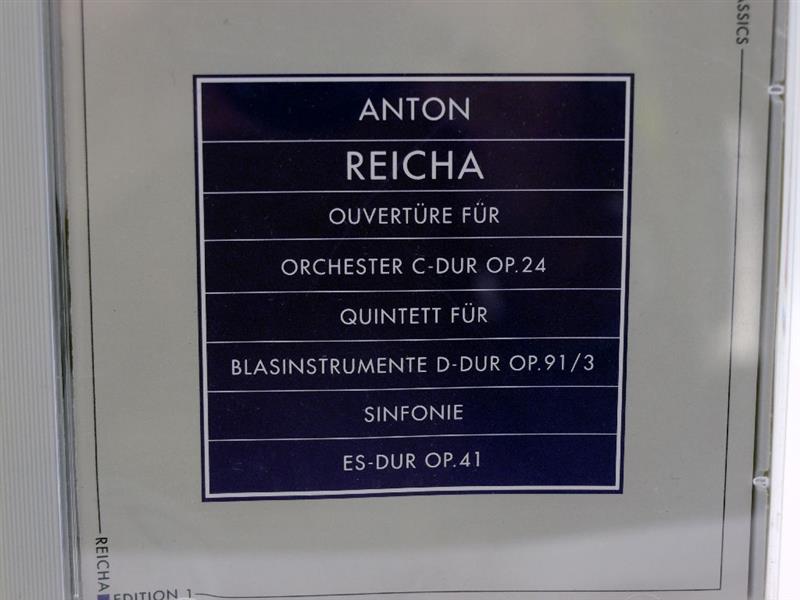 ANTON
REICHA
OUVERTÜRE FÜR
ORCHESTER C-DUR OP.24
QUINTETT FÜR
BLASINSTRUMENTE D-DUR OP.91/3
SINFONIE
ES-DUR OP.41
REICHA
EDITION 1